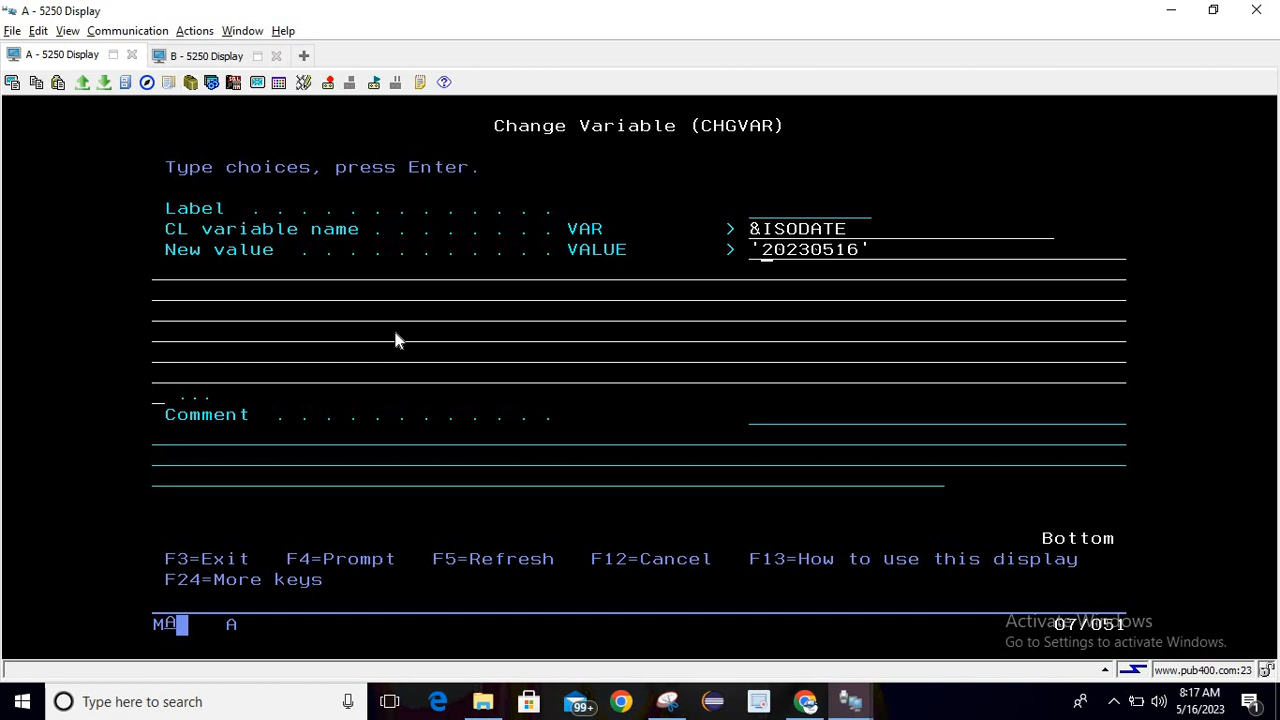 A - 5250 Display
File Edit View Communication Actions Window Help
A - 5250 Display B - 5250 Display
Change Variable (CHGVAR)
Type choices, press Enter.
Label . . . . . . . . . . . . .
CL variable name . . . . . . . . VAR > &ISODATE
New value . . . . . . . . . . . VALUE > '20230516'
...
Comment . . . . . . . . . . . .
Bottom
F3=Exit F4=Prompt F5=Refresh F12=Cancel F13=How to use this display
F24=More keys
MA A 07/051
Activate Windows
Go to Settings to activate Windows.
www.pub400.com:23
Type here to search 99+ 8:17 AM
5/16/2023 1